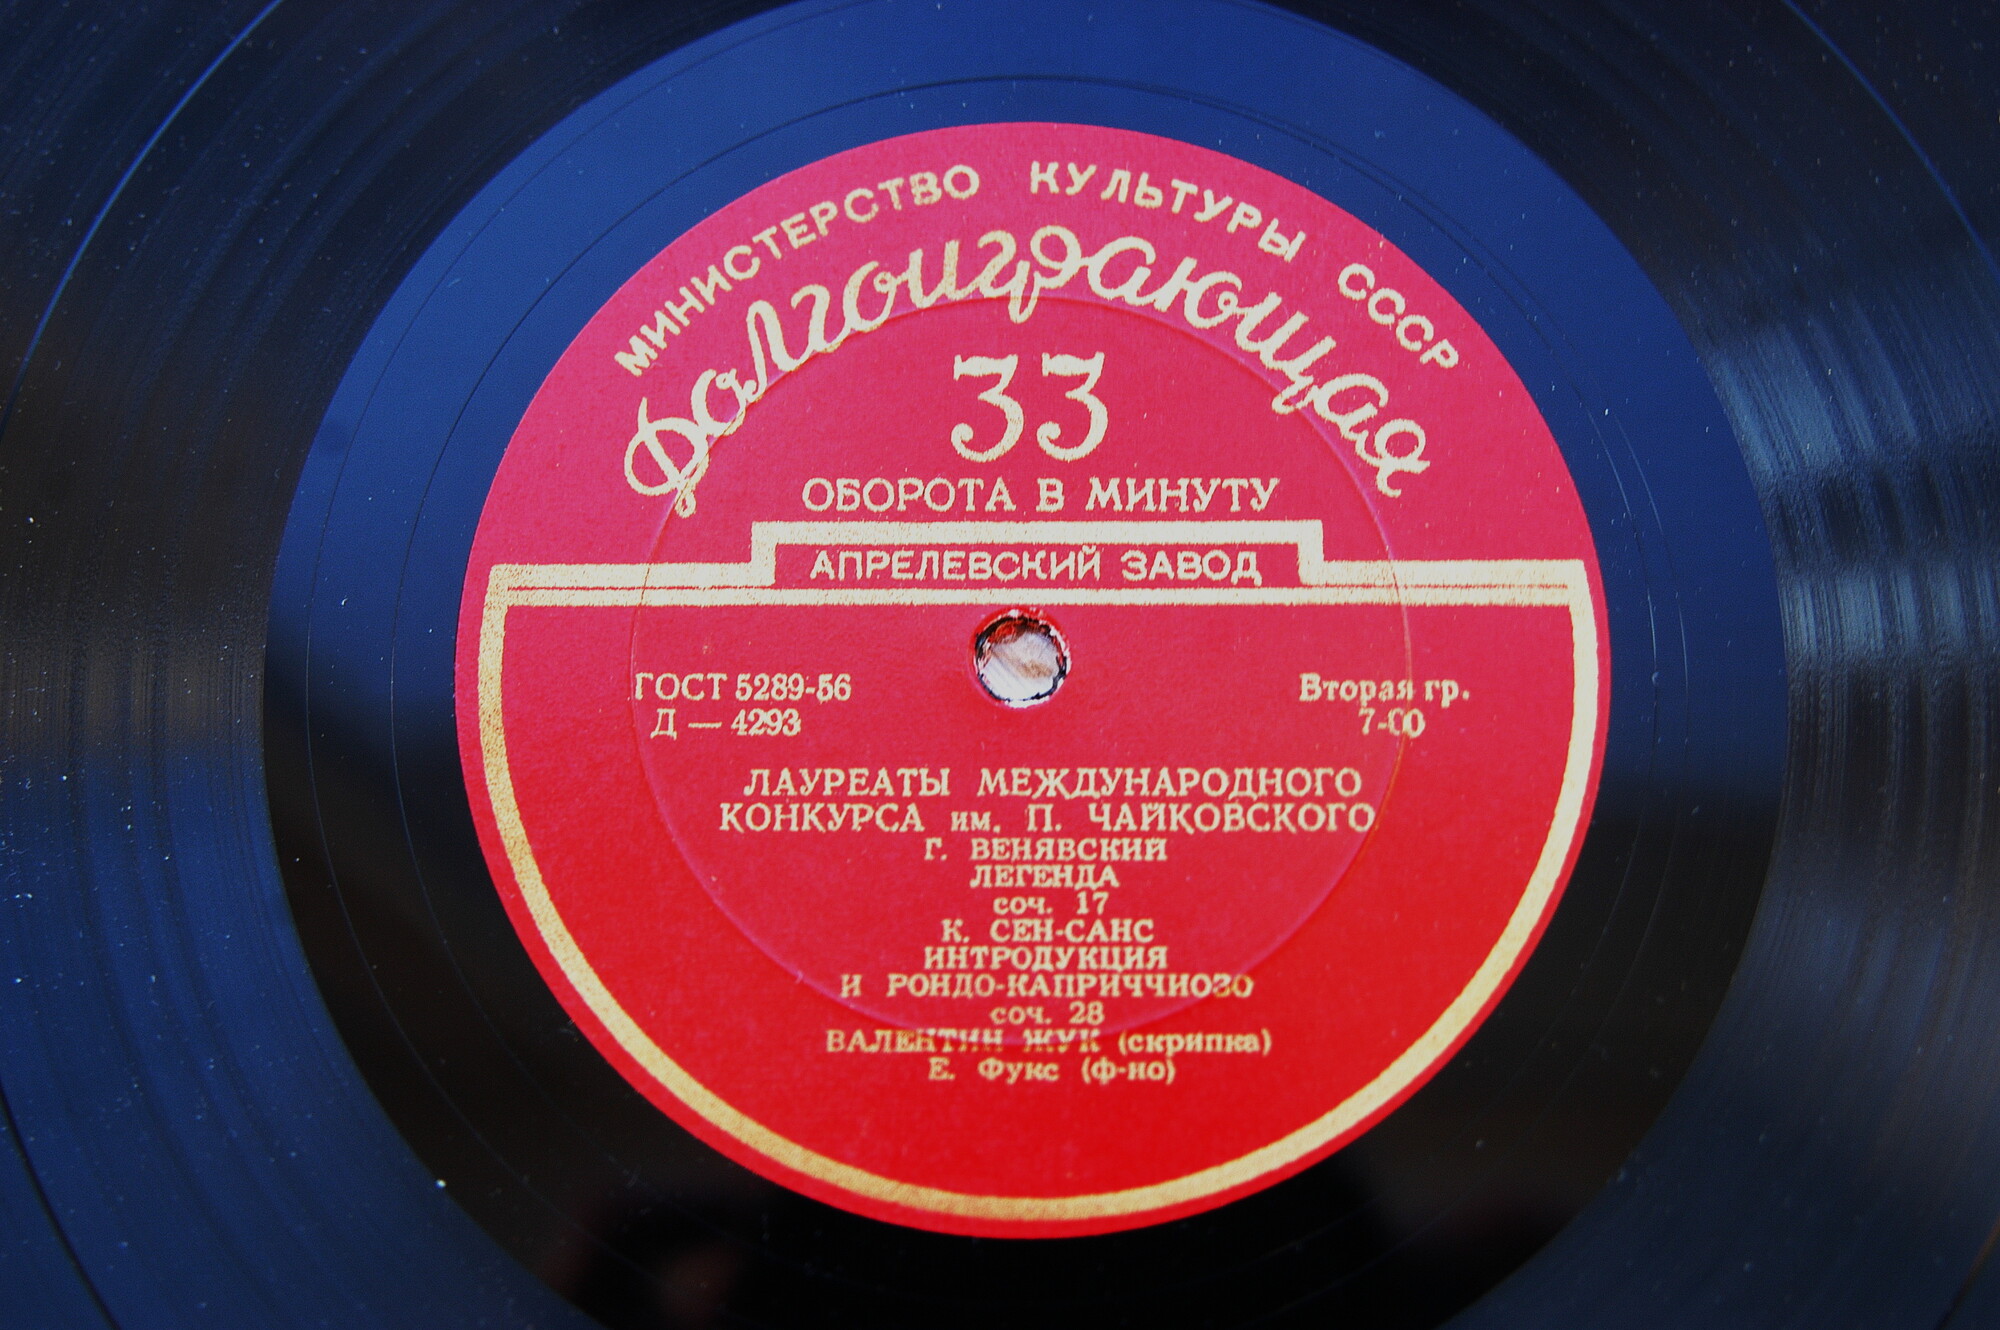 МИНИСТЕРСТВО КУЛЬТУРЫ СССР
Долгоиграющая
33
ОБОРОТА В МИНУТУ
АПРЕЛЕВСКИЙ ЗАВОД
ГОСТ 5289-56
Д — 4293
Вторая гр.
7-00
ЛАУРЕАТЫ МЕЖДУНАРОДНОГО
КОНКУРСА им. П. ЧАЙКОВСКОГО
Г. ВЕНЯВСКИЙ
ЛЕГЕНДА
соч. 17
К. СЕН-САНС
ИНТРОДУКЦИЯ
И РОНДО-КАПРИЧЧИОЗО
соч. 28
ВАЛЕНТИН ЖУК (скрипка)
Е. Фукс (ф-но)